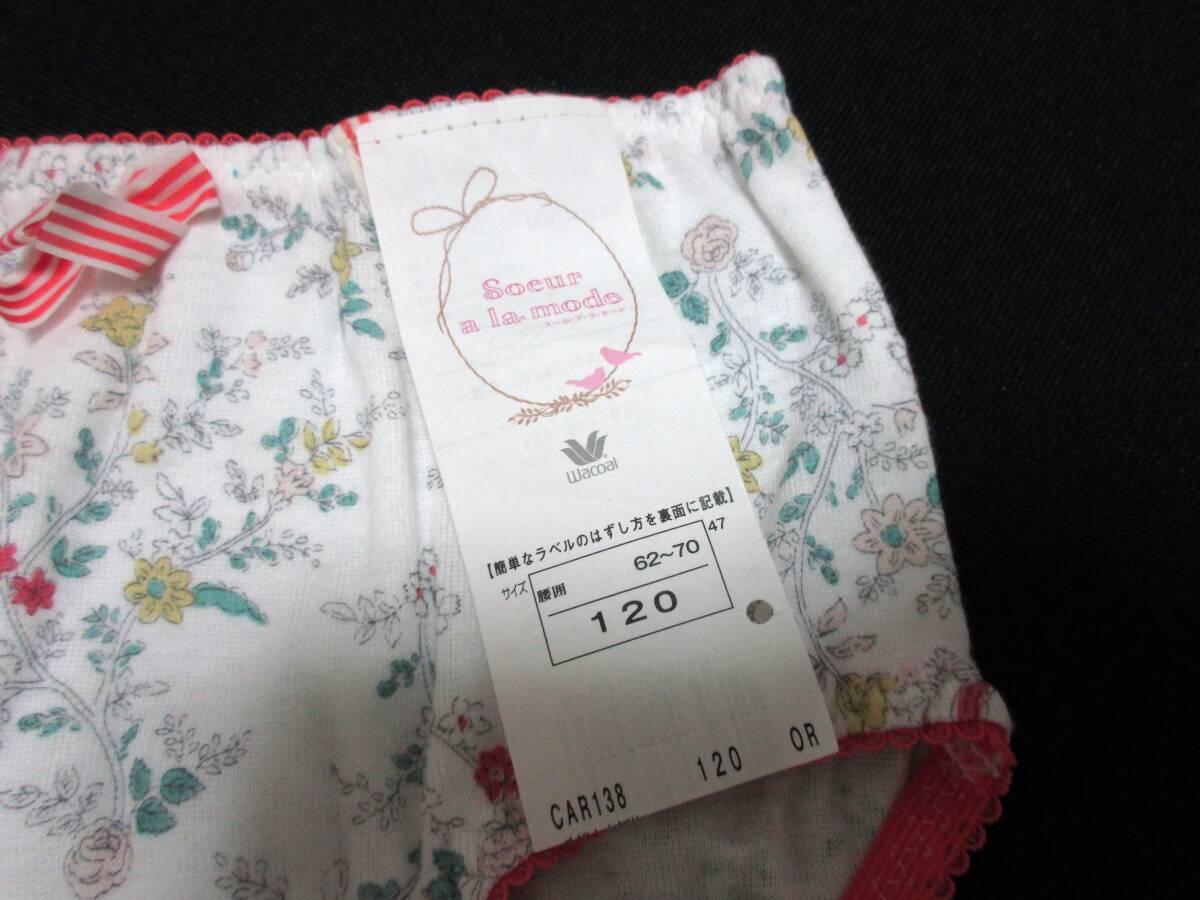 Soeur
a la mode
スール・ア・ラ・モード
Wacoal
【簡単なラベルのはずし方を裏面に記載】
47
サイズ
腰囲 62~70
120
CAR138 120 OR